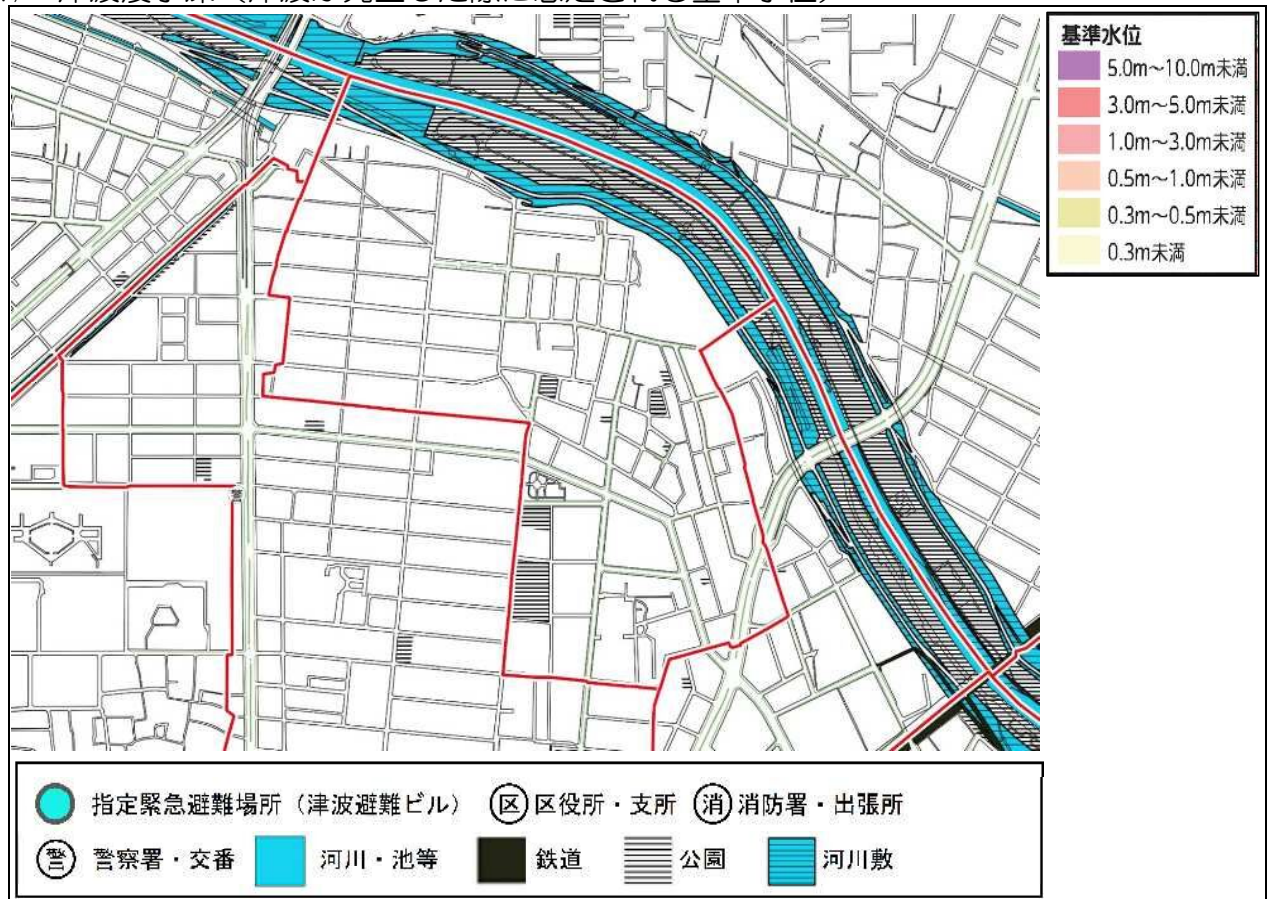 基準水位
5.0m~10.0m未満
3.0m~5.0m未満
1.0m~3.0m未満
0.5m~1.0m未満
0.3m~0.5m未満
0.3m未満
警
指定緊急避難場所（津波避難ビル） 区 区役所・支所 消 消防署・出張所
警 警察署・交番 河川・池等 鉄道 公園 河川敷